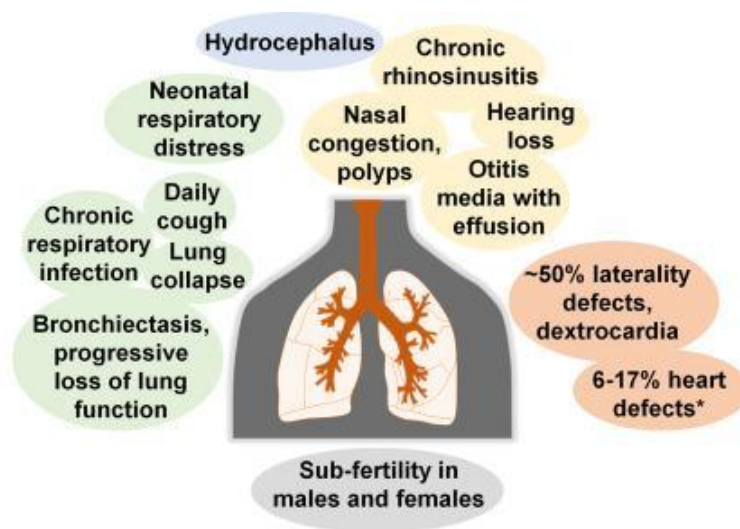 Hydrocephalus
Chronic
rhinosinusitis
Neonatal
respiratory
distress
Nasal
congestion,
polyps
Hearing
loss
Otitis
media with
effusion
Daily
cough
Chronic
respiratory
infection
Lung
collapse
Bronchiectasis,
progressive
loss of lung
function
~50% laterality
defects,
dextrocardia
6-17% heart
defects*
Sub-fertility in
males and females